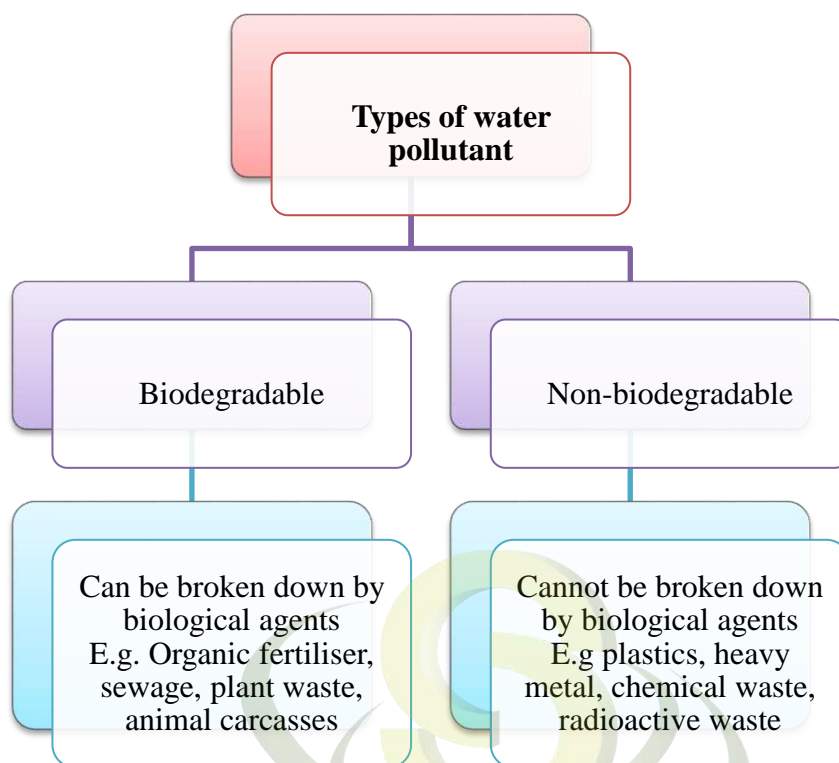 Types of water
pollutant
Biodegradable
Non-biodegradable
Can be broken down by
biological agents
E.g. Organic fertiliser,
sewage, plant waste,
animal carcasses
Cannot be broken down
by biological agents
E.g plastics, heavy
metal, chemical waste,
radioactive waste